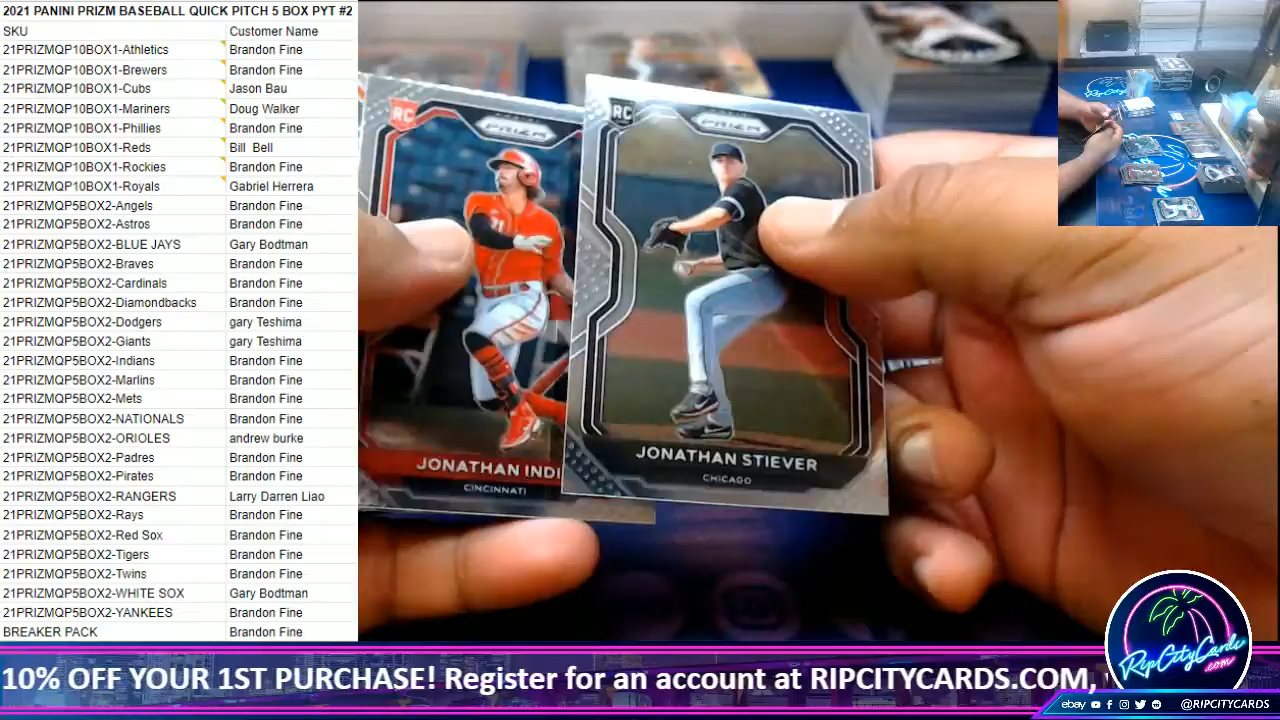 2021 PANINI PRIZM BASEBALL QUICK PITCH 5 BOX PYT #2
SKU Customer Name
21PRIZMQP10BOX1-Athletics Brandon Fine
21PRIZMQP10BOX1-Brewers Brandon Fine
21PRIZMQP10BOX1-Cubs Jason Bau
21PRIZMQP10BOX1-Mariners Doug Walker
21PRIZMQP10BOX1-Phillies Brandon Fine
21PRIZMQP10BOX1-Reds Bill Bell
21PRIZMQP10BOX1-Rockies Brandon Fine
21PRIZMQP10BOX1-Royals Gabriel Herrera
21PRIZMQP5BOX2-Angels Brandon Fine
21PRIZMQP5BOX2-Astros Brandon Fine
21PRIZMQP5BOX2-BLUE JAYS Gary Bodtman
21PRIZMQP5BOX2-Braves Brandon Fine
21PRIZMQP5BOX2-Cardinals Brandon Fine
21PRIZMQP5BOX2-Diamondbacks Brandon Fine
21PRIZMQP5BOX2-Dodgers gary Teshima
21PRIZMQP5BOX2-Giants gary Teshima
21PRIZMQP5BOX2-Indians Brandon Fine
21PRIZMQP5BOX2-Marlins Brandon Fine
21PRIZMQP5BOX2-Mets Brandon Fine
21PRIZMQP5BOX2-NATIONALS Brandon Fine
21PRIZMQP5BOX2-ORIOLES andrew burke
21PRIZMQP5BOX2-Padres Brandon Fine
21PRIZMQP5BOX2-Pirates Brandon Fine
21PRIZMQP5BOX2-RANGERS Larry Darren Liao
21PRIZMQP5BOX2-Rays Brandon Fine
21PRIZMQP5BOX2-Red Sox Brandon Fine
21PRIZMQP5BOX2-Tigers Brandon Fine
21PRIZMQP5BOX2-Twins Brandon Fine
21PRIZMQP5BOX2-WHITE SOX Gary Bodtman
21PRIZMQP5BOX2-YANKEES Brandon Fine
BREAKER PACK Brandon Fine
RC PRIZM
JONATHAN INDI
CINCINNATI
RC PRIZM
JONATHAN STIEVER
CHICAGO
10% OFF YOUR 1ST PURCHASE! Register for an account at RIPCITYCARDS.COM,
RipCityCards
.com
ebay @RIPCITYCARDS